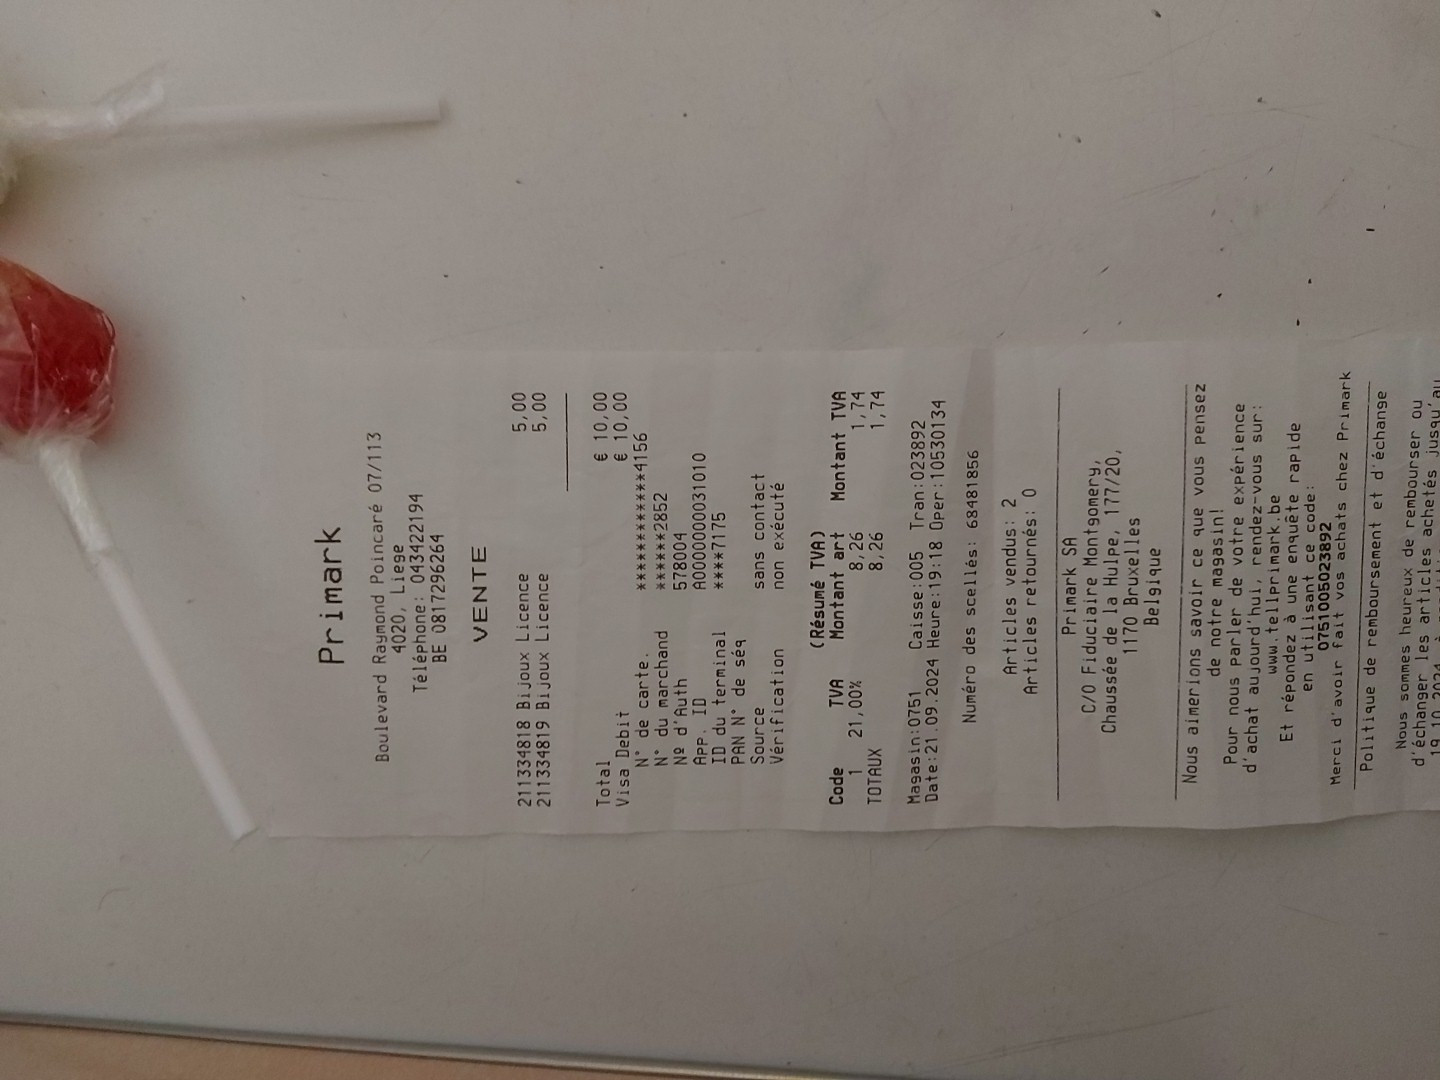 Primark
Boulevard Raymond Poincaré 07/113
4020, Liege
Téléphone: 043422194
BE 0817296264
VENTE
211334818 Bijoux Licence 5,00
211334819 Bijoux Licence 5,00
Total € 10,00
Visa Debit € 10,00
N° de carte. ************4156
N° du marchand ******2852
Nº d'Auth 578004
App. ID A0000000031010
ID du terminal ****7175
PAN N° de séq
Source sans contact
Vérification non exécuté
(Résumé TVA)
Code TVA Montant art Montant TVA
1 21,00% 8,26 1,74
TOTAUX 8,26 1,74
Magasin:0751 Caisse:005 Tran:023892
Date:21.09.2024 Heure:19:18 Oper:10530134
Numéro des scellés: 68481856
Articles vendus: 2
Articles retournés: 0
Primark SA
C/O Fiduciaire Montgomery,
Chaussée de la Hulpe, 177/20,
1170 Bruxelles
Belgique
Nous aimerions savoir ce que vous pensez
de notre magasin!
Pour nous parler de votre expérience
d'achat aujourd'hui, rendez-vous sur:
www.tellprimark.be
Et répondez à une enquête rapide
en utilisant ce code:
0751005023892
Merci d'avoir fait vos achats chez Primark
Politique de remboursement et d'échange
Nous sommes heureux de rembourser ou
d'échanger les articles achetés jusqu'au
19.10.2024